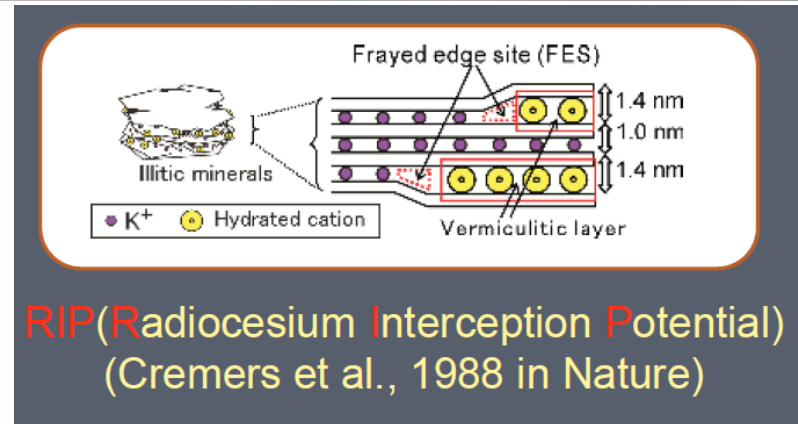 Frayed edge site (FES)
1.4 nm
1.0 nm
1.4 nm
Illitic minerals
K+ Hydrated cation
Vermiculitic layer
RIP(Radiocesium Interception Potential)
(Cremers et al., 1988 in Nature)